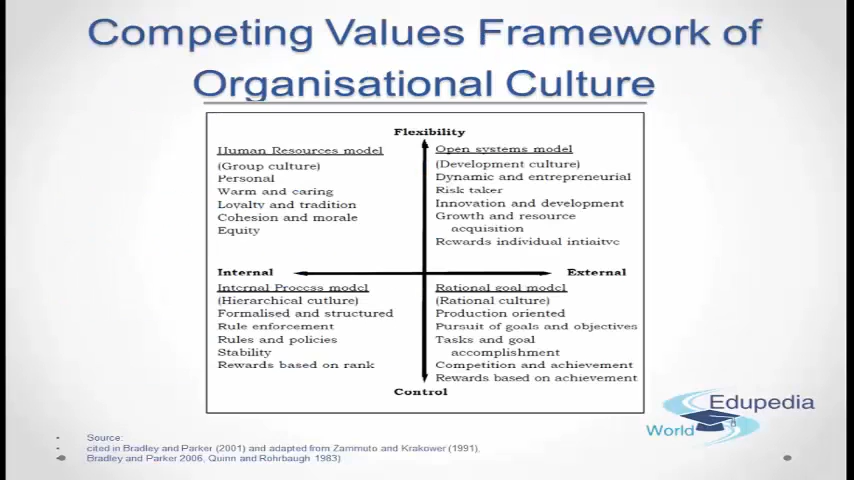 Competing Values Framework of
Organisational Culture
Flexibility
Human Resources model
(Group culture)
Personal
Warm and caring
Loyalty and tradition
Cohesion and morale
Equity
Open systems model
(Development culture)
Dynamic and entrepreneurial
Risk taker
Innovation and development
Growth and resource
acquisition
Rewards individual intiaitve
Internal
External
Internal Process model
(Hierarchical cutlure)
Formalised and structured
Rule enforcement
Rules and policies
Stability
Rewards based on rank
Rational goal model
(Rational culture)
Production oriented
Pursuit of goals and objectives
Tasks and goal
accomplishment
Competition and achievement
Rewards based on achievement
Control
Edupedia
World
• Source:
• cited in Bradley and Parker (2001) and adapted from Zammuto and Krakower (1991),
• Bradley and Parker 2006, Quinn and Rohrbaugh 1983)